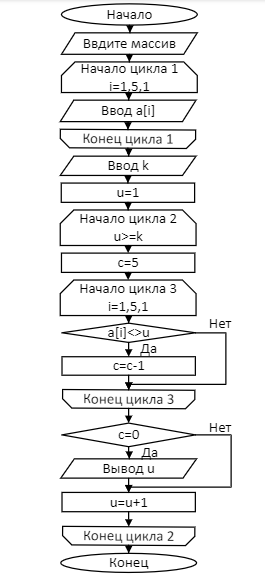 Начало
Ввдите массив
Начало цикла 1
i=1,5,1
Ввод a[i]
Конец цикла 1
Ввод k
u=1
Начало цикла 2
u>=k
c=5
Начало цикла 3
i=1,5,1
a[i]<>u
Нет
Да
c=c-1
Конец цикла 3
c=0
Нет
Да
Вывод u
u=u+1
Конец цикла 2
Конец